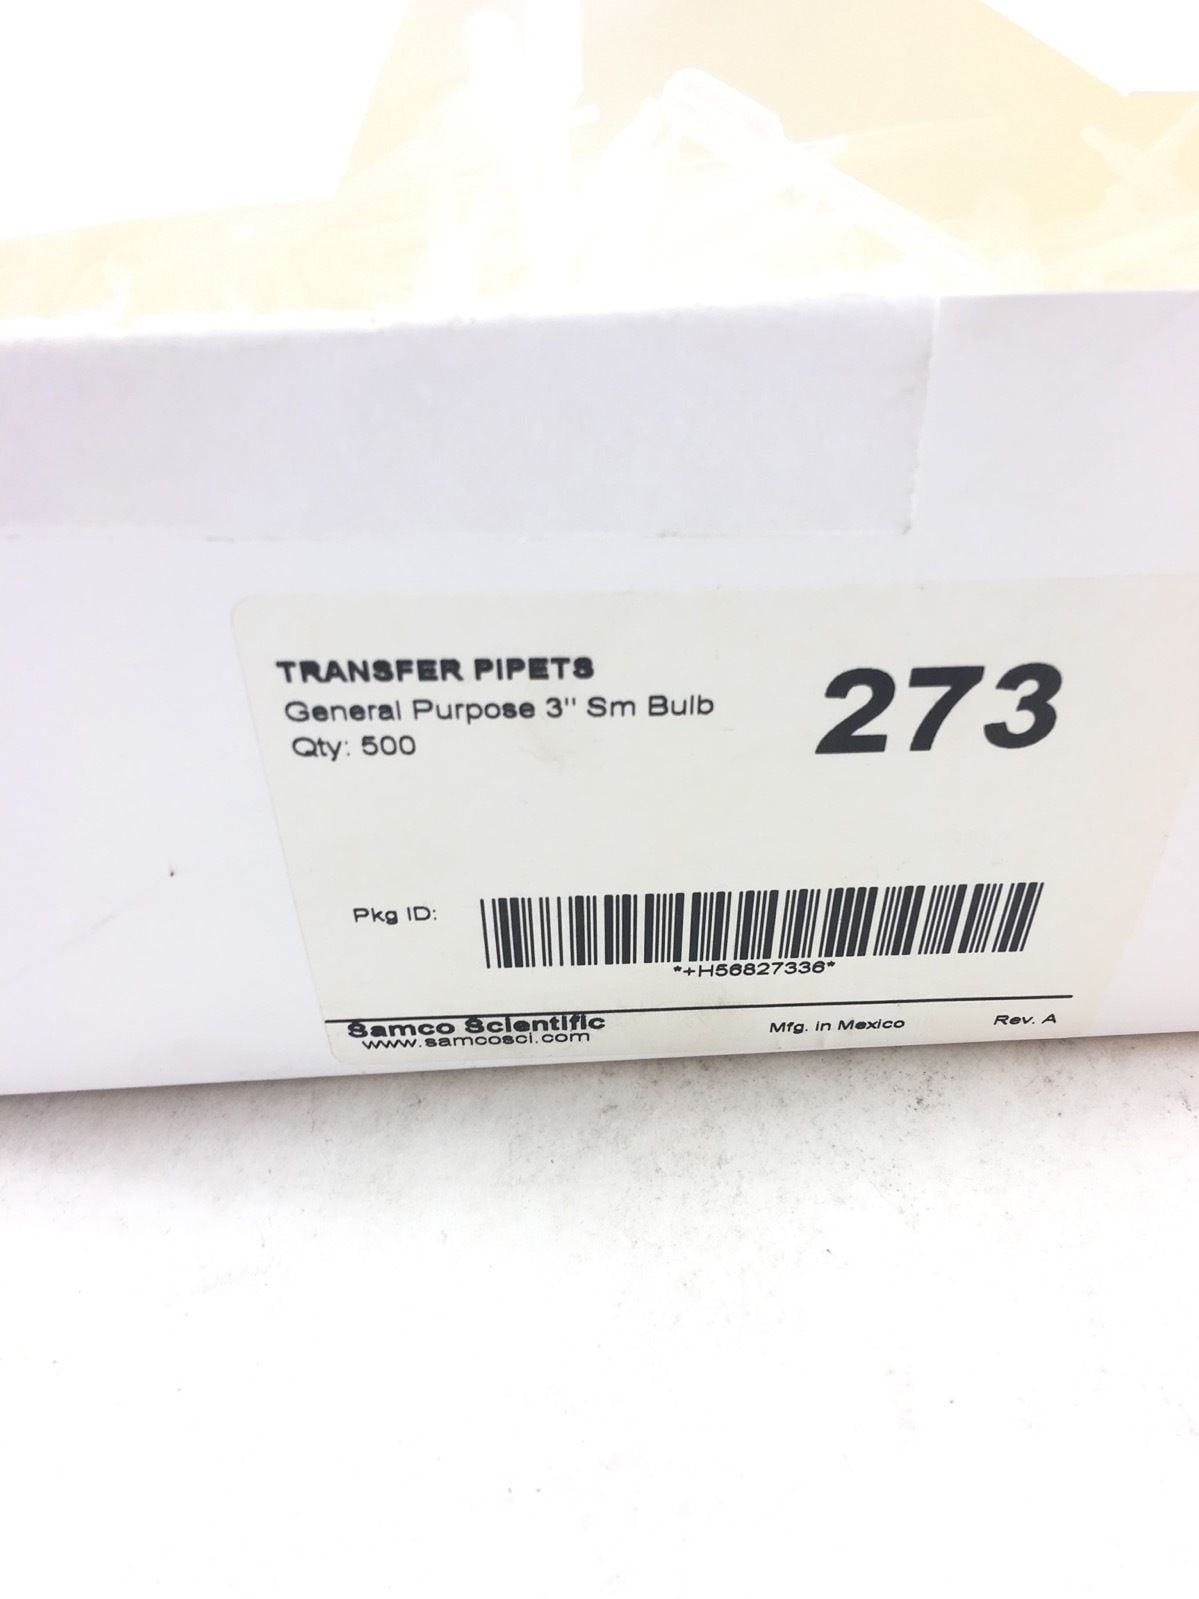 TRANSFER PIPETS
General Purpose 3" Sm Bulb
Qty: 500
273
Pkg ID:
*+H56827336*
Samco Scientific
www.samcosci.com
Mfg. in Mexico
Rev. A